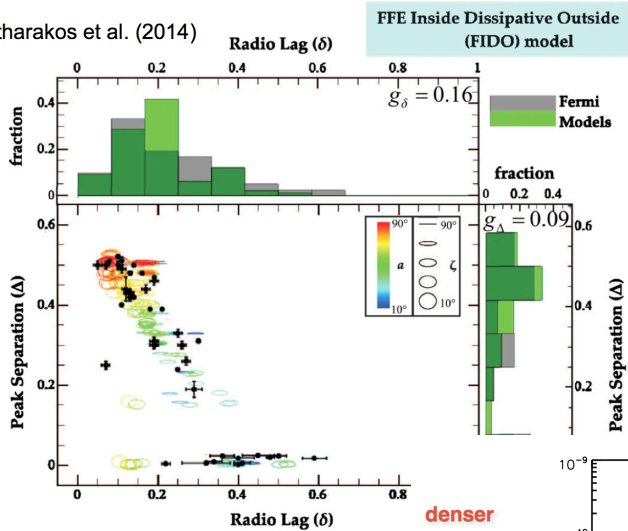 tharakos et al. (2014)
FFE Inside Dissipative Outside
(FIDO) model
Radio Lag (δ)
0 0.2 0.4 0.6 0.8 1
g_δ = 0.16
Fermi
Models
fraction
0.4
0.2
0
fraction
0 0.2 0.4
g_Δ = 0.09
Peak Separation (Δ)
0.6
0.4
0.2
0
90°
a
10°
90°
ζ
10°
0.6
0.4
0.2
Peak Separation (Δ)
0 0.2 0.4 0.6 0.8
Radio Lag (δ)
denser
10⁻⁹